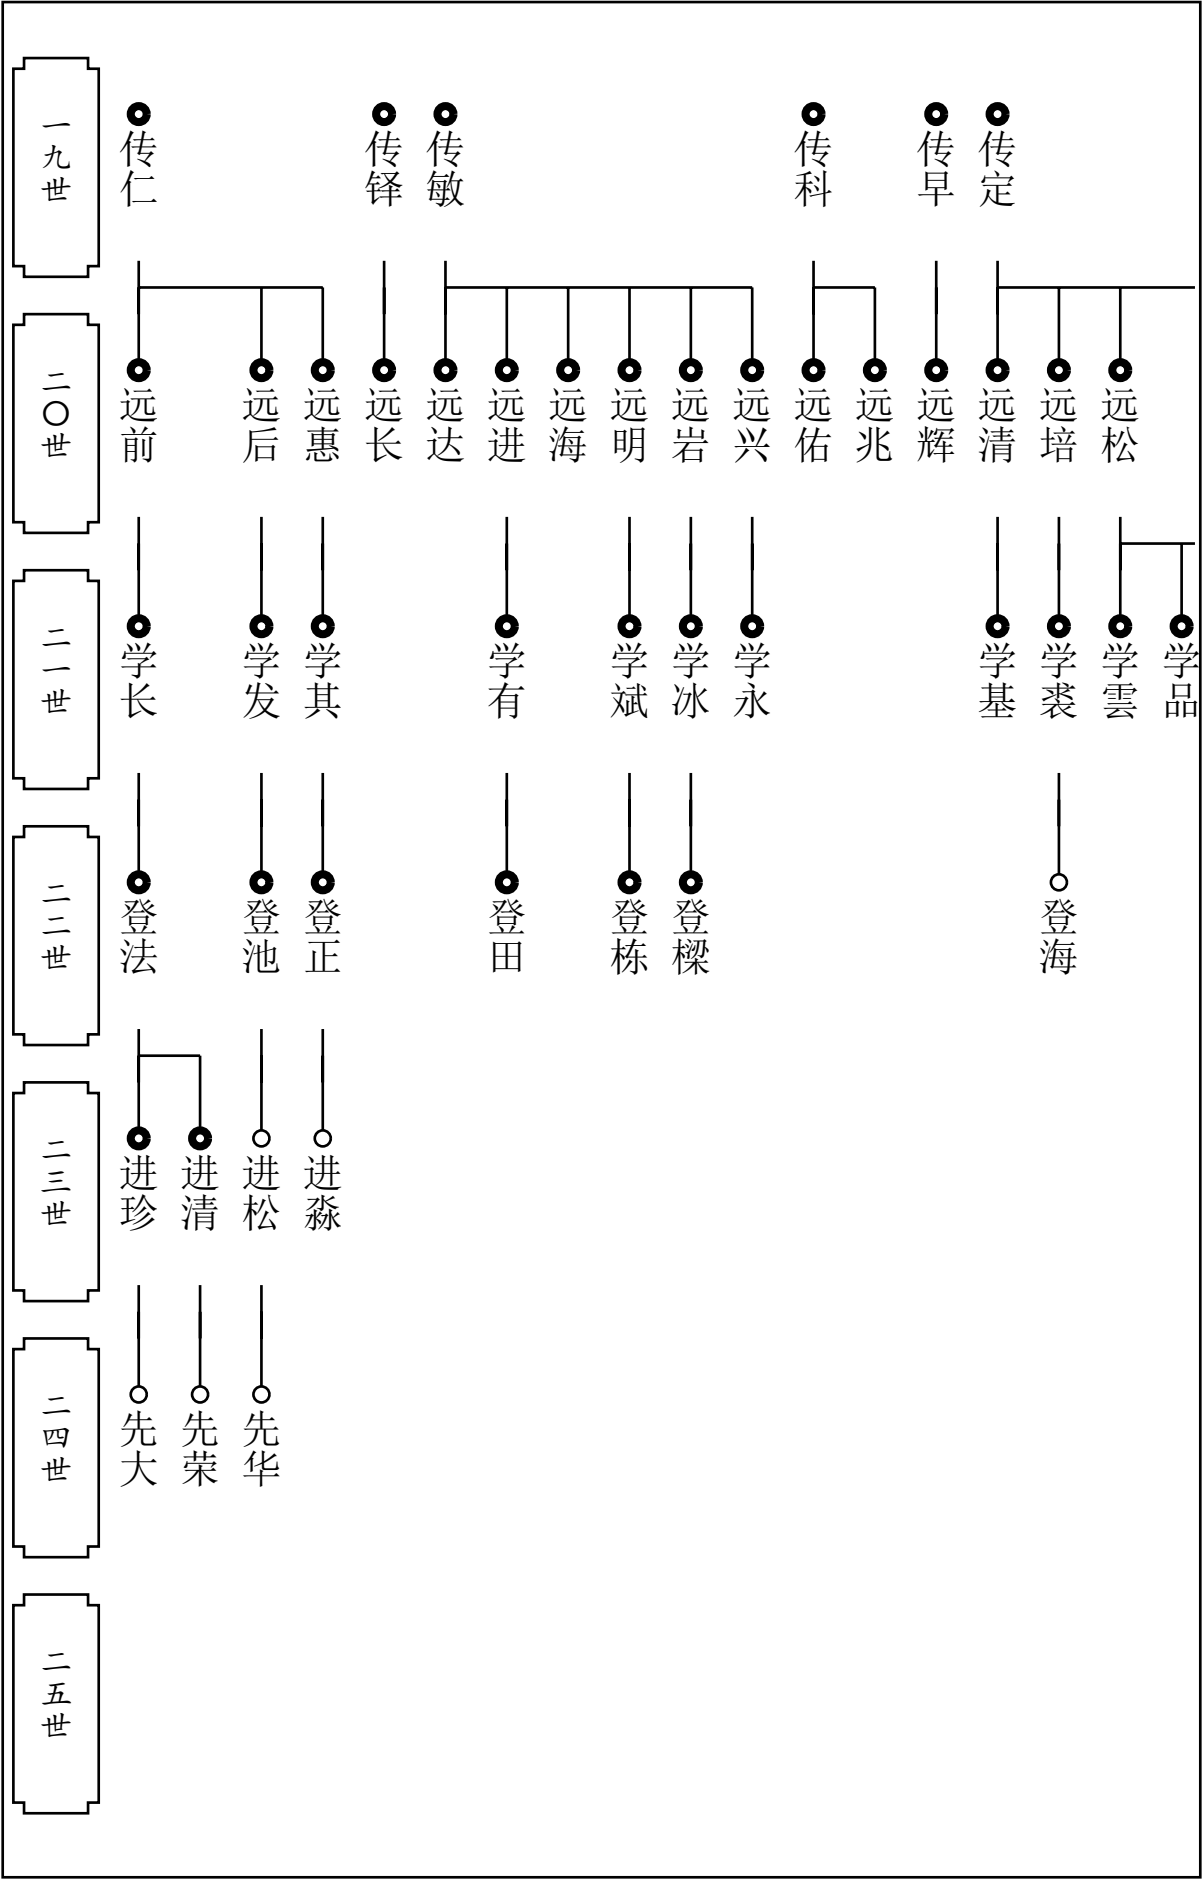 一九世
传仁
传铎
传敏
传科
传早
传定
二〇世
远前
远后
远惠
远长
远达
远进
远海
远明
远岩
远兴
远佑
远兆
远辉
远清
远培
远松
二一世
学长
学发
学其
学有
学斌
学冰
学永
学基
学裘
学雲
学品
二二世
登法
登池
登正
登田
登栋
登樑
登海
二三世
进珍
进清
进松
进淼
二四世
先大
先荣
先华
二五世